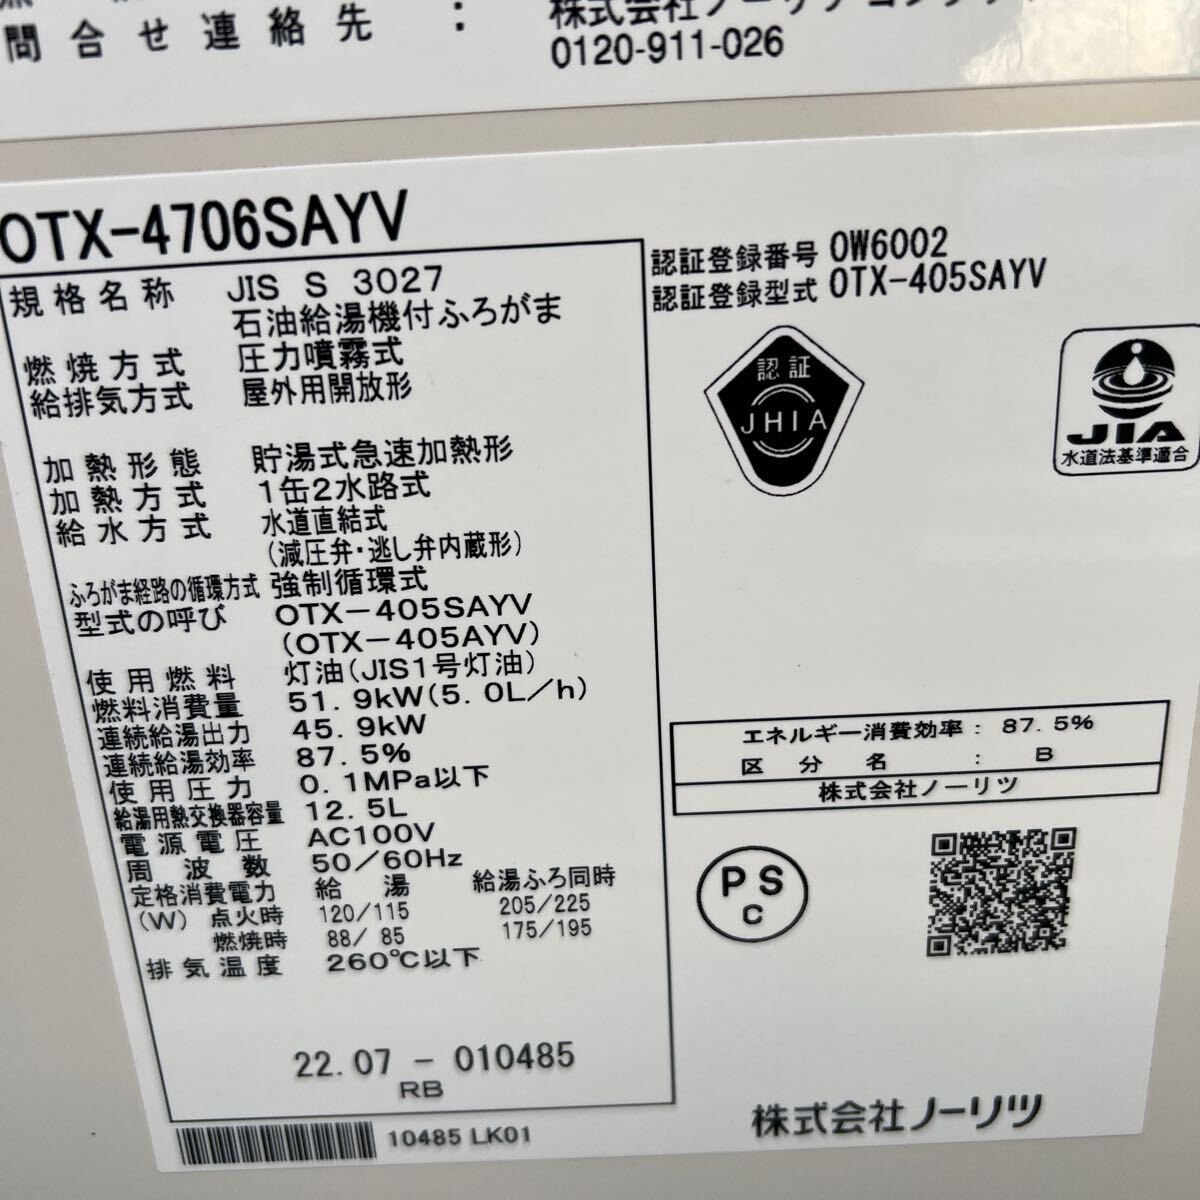 問合せ連絡先 :
0120-911-026
OTX-4706SAYV
規格名称 JIS S 3027
石油給湯機付ふろがま
燃焼方式 圧力噴霧式
給排気方式 屋外用開放形
加熱形態 貯湯式急速加熱形
加熱方式 1缶2水路式
給水方式 水道直結式
(減圧弁・逃し弁内蔵形)
ふろがま経路の循環方式 強制循環式
型式の呼び OTX-405SAYV
(OTX-405AYV)
使用燃料 灯油(JIS1号灯油)
燃料消費量 51.9kW(5.0L/h)
連続給湯出力 45.9kW
連続給湯効率 87.5%
使用圧力 0.1MPa以下
給湯用熱交換器容量 12.5L
電源電圧 AC100V
周波数 50/60Hz
定格消費電力 給湯 給湯ふろ同時
(W) 点火時 120/115 205/225
燃焼時 88/ 85 175/195
排気温度 260℃以下
22.07 - 010485
RB
10485 LK01
認証登録番号 OW6002
認証登録型式 OTX-405SAYV
認証
JHIA
JIA
水道法基準適合
エネルギー消費効率: 87.5%
区分名 : B
株式会社ノーリツ
PS
C
株式会社ノーリツ